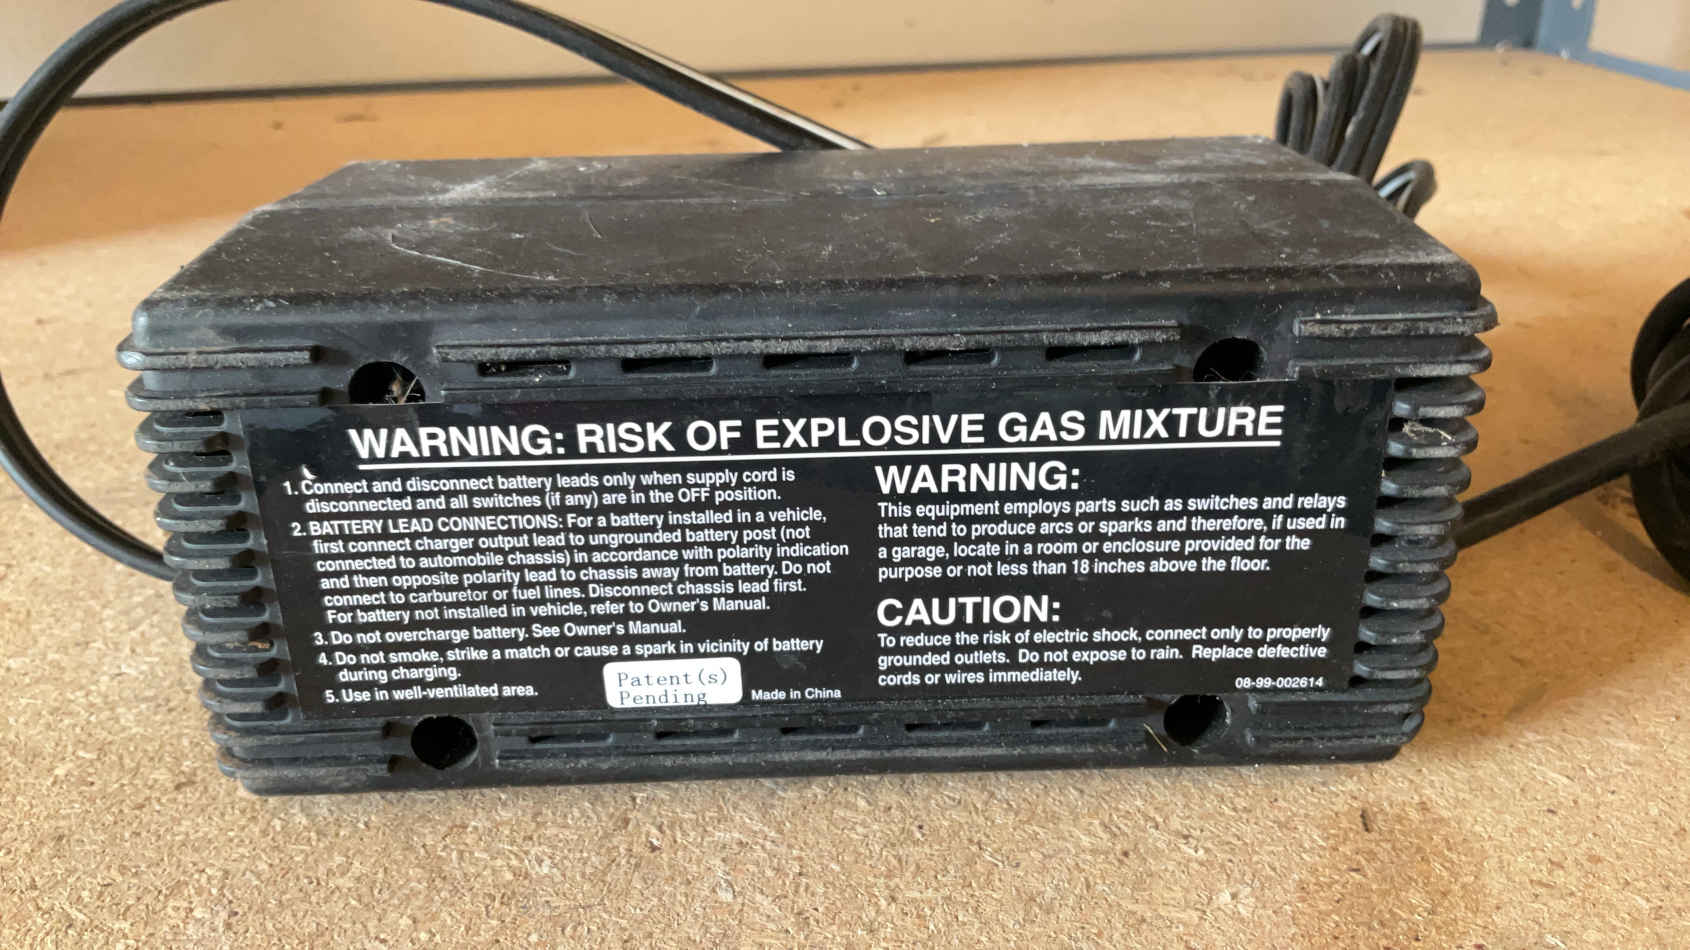 WARNING: RISK OF EXPLOSIVE GAS MIXTURE
1. Connect and disconnect battery leads only when supply cord is
disconnected and all switches (if any) are in the OFF position.
2. BATTERY LEAD CONNECTIONS: For a battery installed in a vehicle,
first connect charger output lead to ungrounded battery post (not
connected to automobile chassis) in accordance with polarity indication
and then opposite polarity lead to chassis away from battery. Do not
connect to carburetor or fuel lines. Disconnect chassis lead first.
For battery not installed in vehicle, refer to Owner's Manual.
3. Do not overcharge battery. See Owner's Manual.
4. Do not smoke, strike a match or cause a spark in vicinity of battery
during charging.
5. Use in well-ventilated area.
Patent(s)
Pending
Made in China
WARNING:
This equipment employs parts such as switches and relays
that tend to produce arcs or sparks and therefore, if used in
a garage, locate in a room or enclosure provided for the
purpose or not less than 18 inches above the floor.
CAUTION:
To reduce the risk of electric shock, connect only to properly
grounded outlets. Do not expose to rain. Replace defective
cords or wires immediately.
08-99-002614